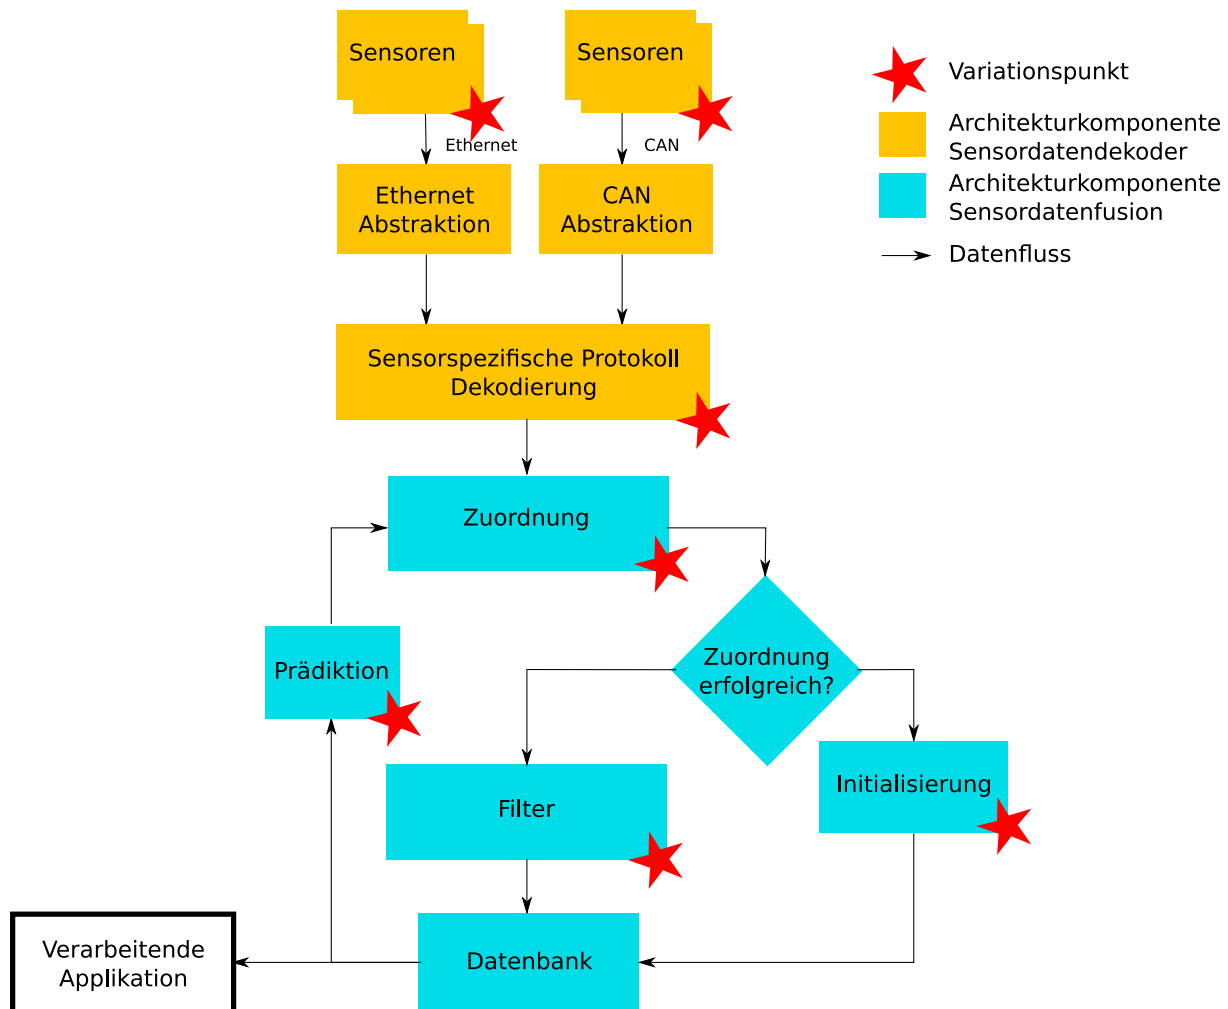 Sensoren
Sensoren
Variationspunkt
Architekturkomponente
Sensordatendekoder
Ethernet
CAN
Ethernet
Abstraktion
CAN
Abstraktion
Architekturkomponente
Sensordatenfusion
Datenfluss
Sensorspezifische Protokoll
Dekodierung
Zuordnung
Prädiktion
Zuordnung
erfolgreich?
Initialisierung
Filter
Verarbeitende
Applikation
Datenbank